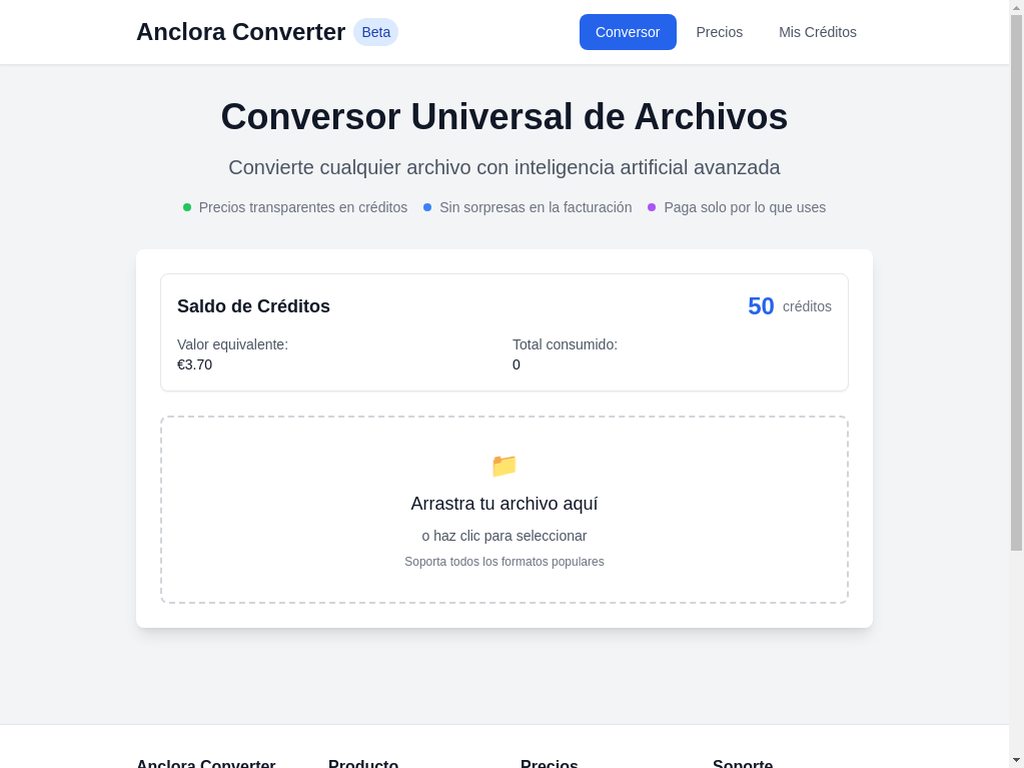 Anclora Converter Beta Conversor Precios Mis Créditos
Conversor Universal de Archivos
Convierte cualquier archivo con inteligencia artificial avanzada
Precios transparentes en créditos Sin sorpresas en la facturación Paga solo por lo que uses
Saldo de Créditos 50 créditos
Valor equivalente: Total consumido:
€3.70 0
Arrastra tu archivo aquí
o haz clic para seleccionar
Soporta todos los formatos populares
Anclora Converter Producto Precios Soporte